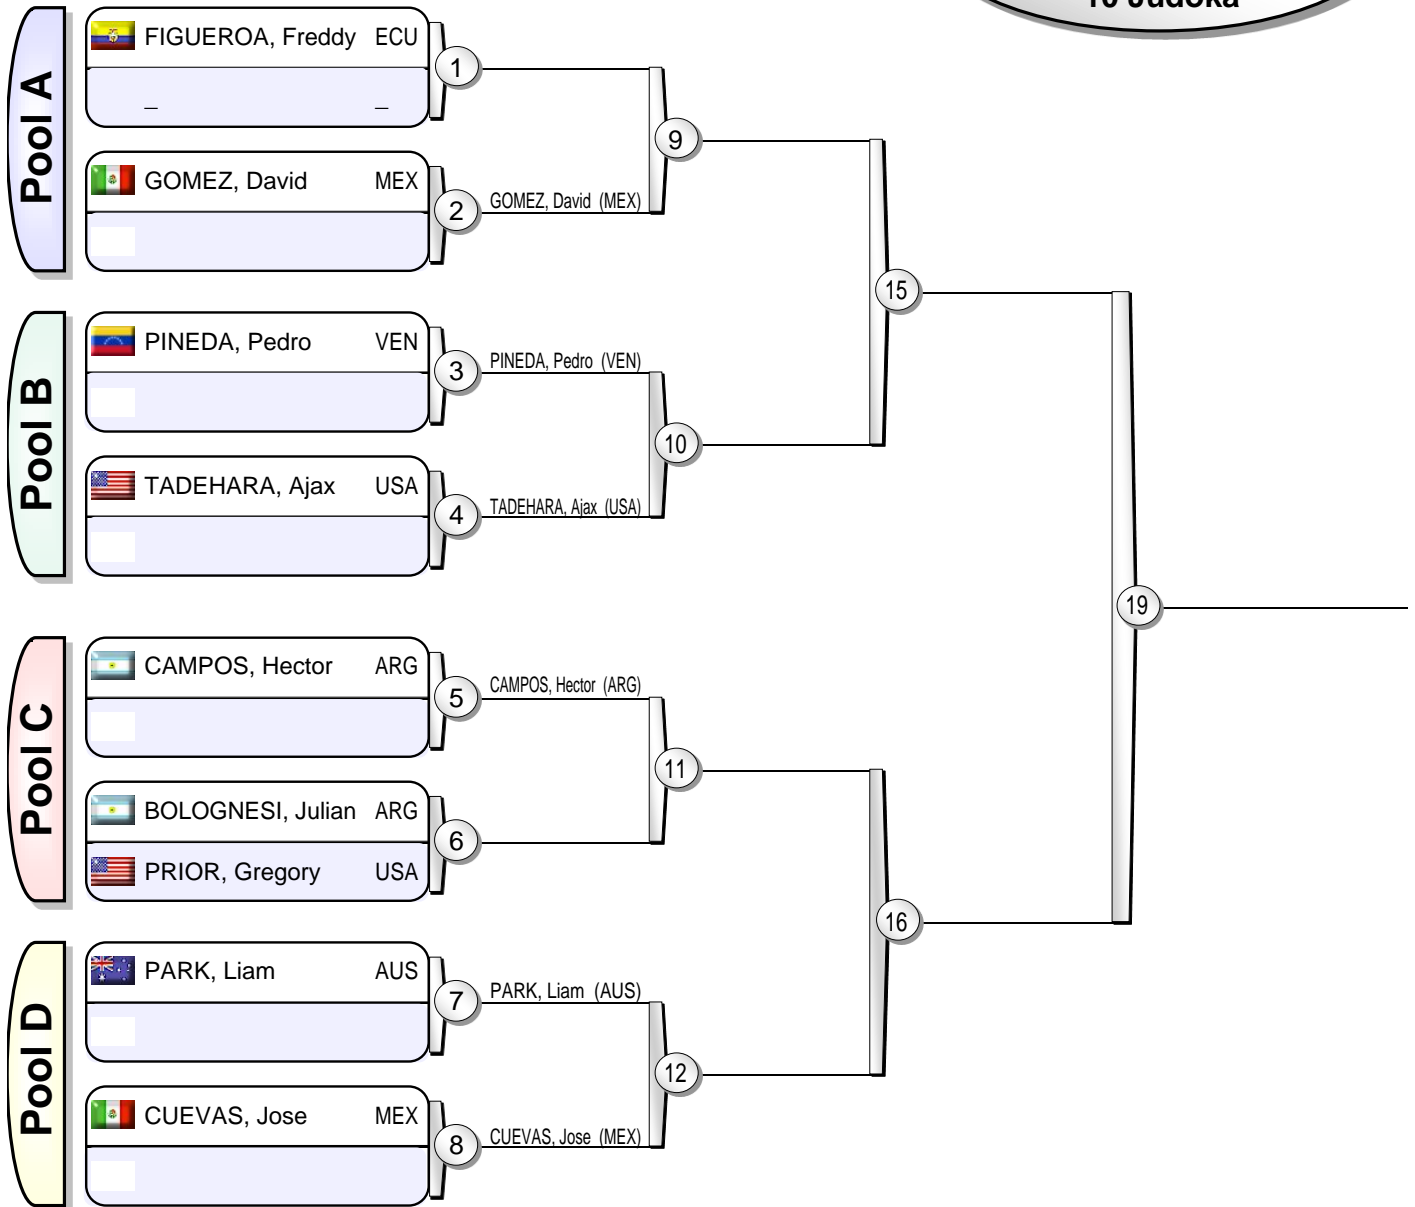 10 Judoka
Pool A
FIGUEROA, Freddy ECU
_ _
1
GOMEZ, David MEX
2
GOMEZ, David (MEX)
9
Pool B
PINEDA, Pedro VEN
3
PINEDA, Pedro (VEN)
TADEHARA, Ajax USA
4
TADEHARA, Ajax (USA)
10
15
Pool C
CAMPOS, Hector ARG
5
CAMPOS, Hector (ARG)
BOLOGNESI, Julian ARG
PRIOR, Gregory USA
6
11
Pool D
PARK, Liam AUS
7
PARK, Liam (AUS)
CUEVAS, Jose MEX
8
CUEVAS, Jose (MEX)
12
16
19